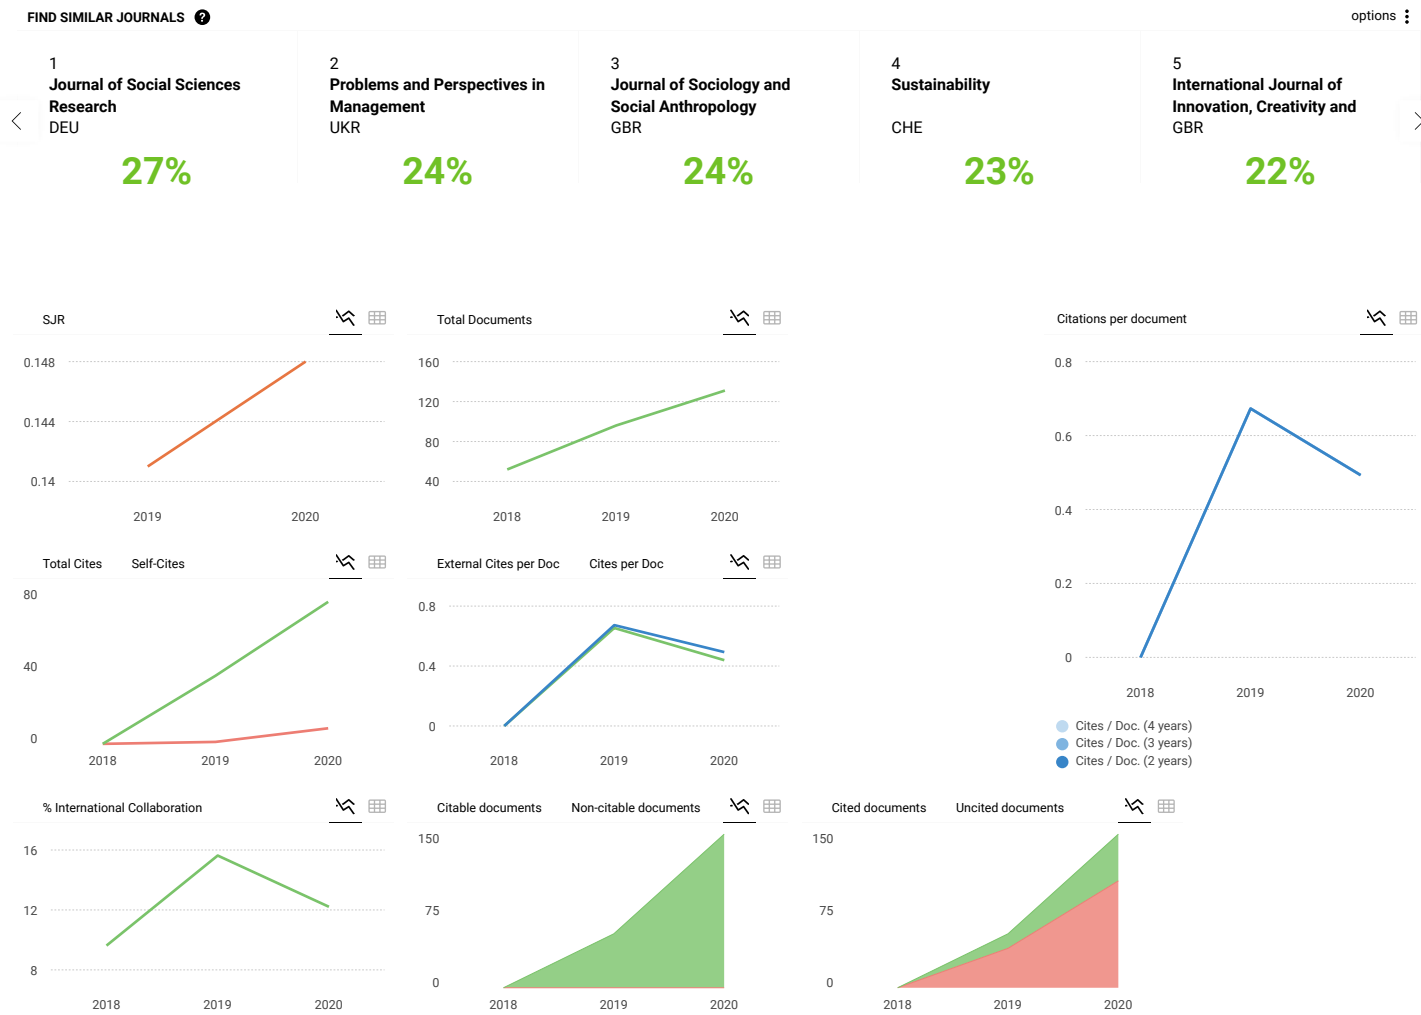 FIND SIMILAR JOURNALS ?
options
1
Journal of Social Sciences
Research
DEU
27%
2
Problems and Perspectives in
Management
UKR
24%
3
Journal of Sociology and
Social Anthropology
GBR
24%
4
Sustainability
CHE
23%
5
International Journal of
Innovation, Creativity and
GBR
22%
SJR
0.148
0.144
0.14
2019 2020
Total Documents
160
120
80
40
2018 2019 2020
Citations per document
0.8
0.6
0.4
0.2
0
2018 2019 2020
Cites / Doc. (4 years)
Cites / Doc. (3 years)
Cites / Doc. (2 years)
Total Cites Self-Cites
80
40
0
2018 2019 2020
External Cites per Doc Cites per Doc
0.8
0.4
0
2018 2019 2020
% International Collaboration
16
12
8
2018 2019 2020
Citable documents Non-citable documents
150
75
0
2018 2019 2020
Cited documents Uncited documents
150
75
0
2018 2019 2020